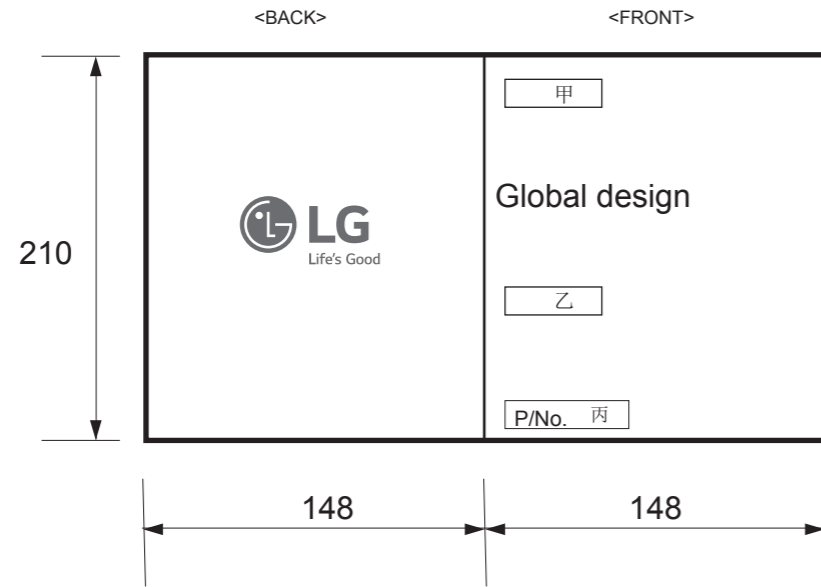 <BACK>
<FRONT>
甲
Global design
LG
Life's Good
210
乙
P/No. 丙
148
148